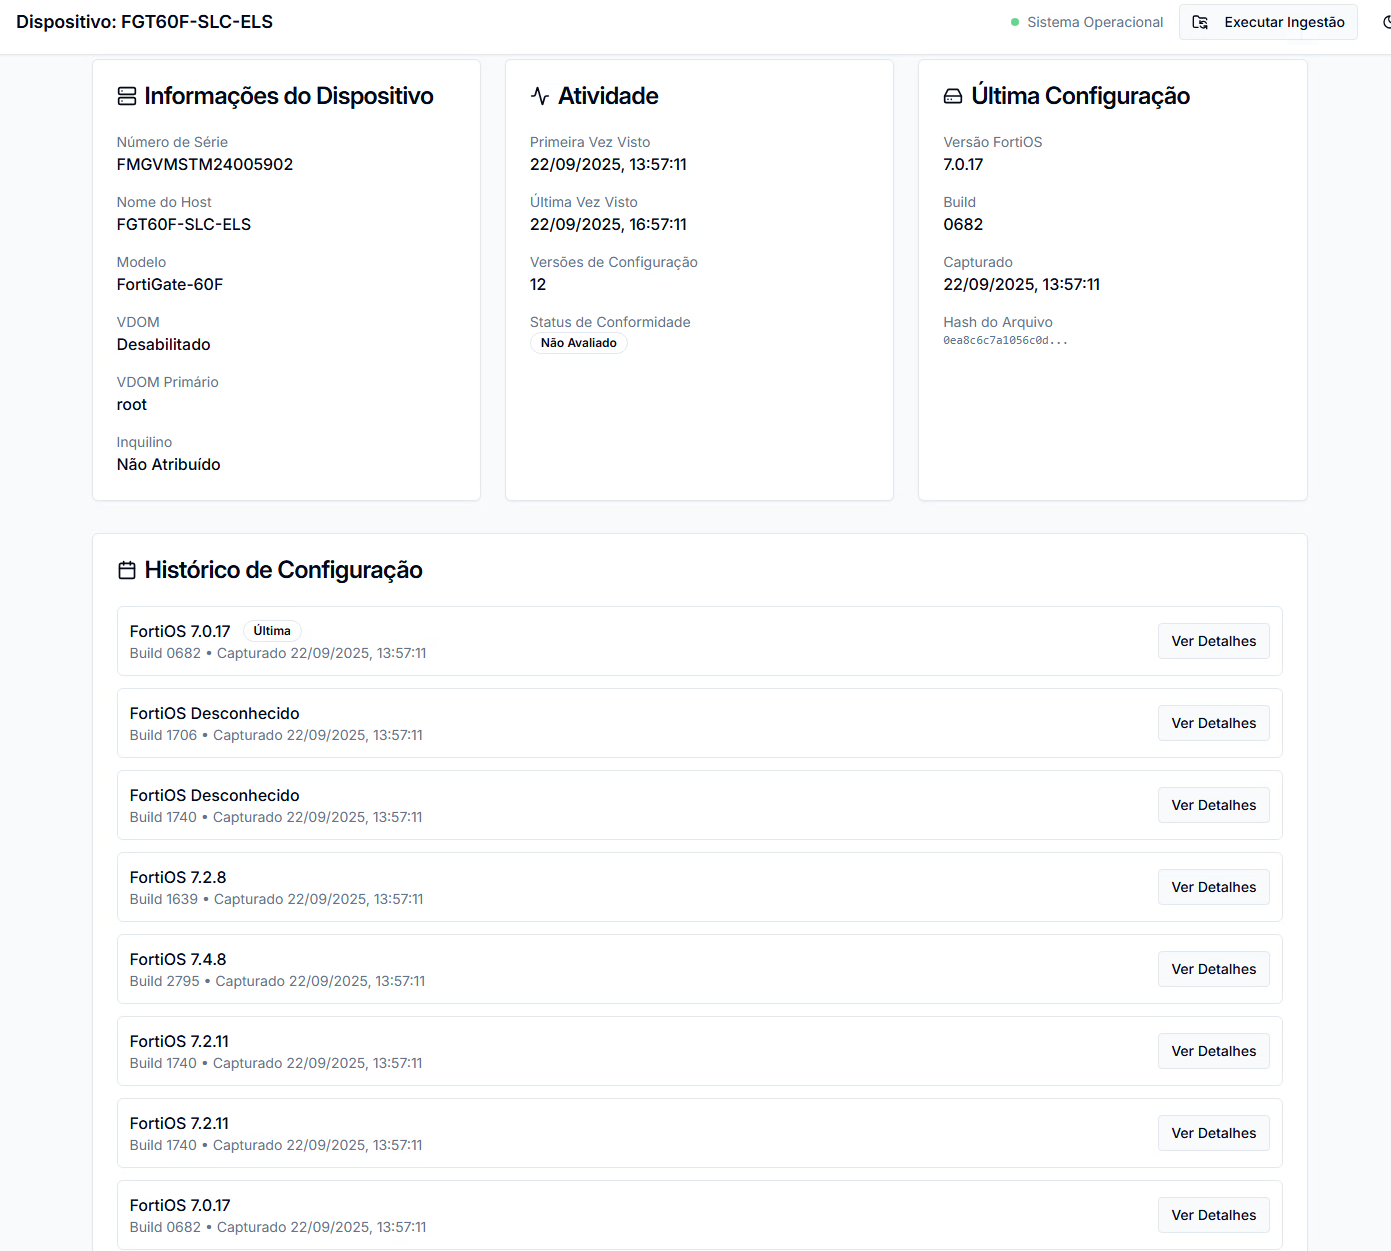 Dispositivo: FGT60F-SLC-ELS
Sistema Operacional
Executar Ingestão
Informações do Dispositivo
Número de Série
FMGVMSTM24005902
Nome do Host
FGT60F-SLC-ELS
Modelo
FortiGate-60F
VDOM
Desabilitado
VDOM Primário
root
Inquilino
Não Atribuído
Atividade
Primeira Vez Visto
22/09/2025, 13:57:11
Última Vez Visto
22/09/2025, 16:57:11
Versões de Configuração
12
Status de Conformidade
Não Avaliado
Última Configuração
Versão FortiOS
7.0.17
Build
0682
Capturado
22/09/2025, 13:57:11
Hash do Arquivo
0ea8c6c7a1056c0d...
Histórico de Configuração
FortiOS 7.0.17 Última
Build 0682 • Capturado 22/09/2025, 13:57:11
Ver Detalhes
FortiOS Desconhecido
Build 1706 • Capturado 22/09/2025, 13:57:11
Ver Detalhes
FortiOS Desconhecido
Build 1740 • Capturado 22/09/2025, 13:57:11
Ver Detalhes
FortiOS 7.2.8
Build 1639 • Capturado 22/09/2025, 13:57:11
Ver Detalhes
FortiOS 7.4.8
Build 2795 • Capturado 22/09/2025, 13:57:11
Ver Detalhes
FortiOS 7.2.11
Build 1740 • Capturado 22/09/2025, 13:57:11
Ver Detalhes
FortiOS 7.2.11
Build 1740 • Capturado 22/09/2025, 13:57:11
Ver Detalhes
FortiOS 7.0.17
Build 0682 • Capturado 22/09/2025, 13:57:11
Ver Detalhes